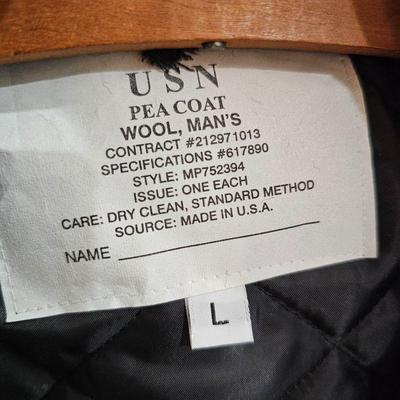 USN
PEA COAT
WOOL, MAN'S
CONTRACT #212971013
SPECIFICATIONS #617890
STYLE: MP752394
ISSUE: ONE EACH
CARE: DRY CLEAN, STANDARD METHOD
SOURCE: MADE IN U.S.A.
NAME
L